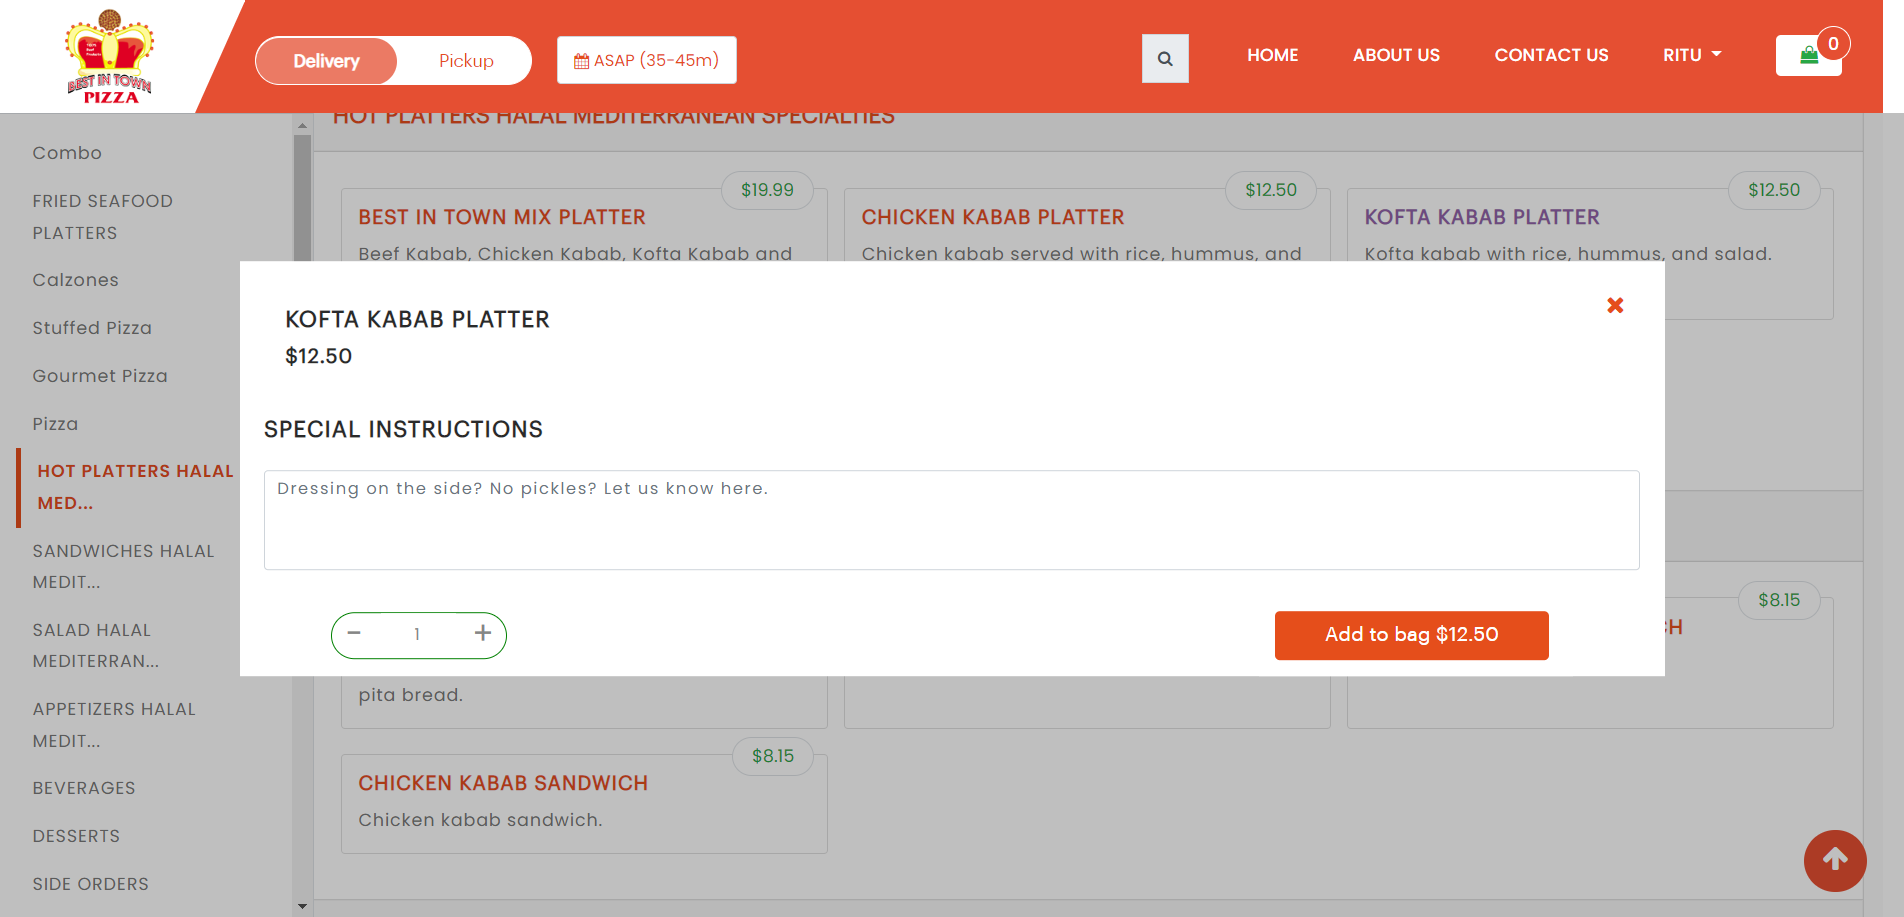 BEST IN TOWN
PIZZA
Delivery
Pickup
ASAP (35-45m)
HOME
ABOUT US
CONTACT US
RITU
0
Combo
FRIED SEAFOOD
PLATTERS
Calzones
Stuffed Pizza
Gourmet Pizza
Pizza
HOT PLATTERS HALAL
MED...
SANDWICHES HALAL
MEDIT...
SALAD HALAL
MEDITERRAN...
APPETIZERS HALAL
MEDIT...
BEVERAGES
DESSERTS
SIDE ORDERS
HOT PLATTERS HALAL MEDITERRANEAN SPECIALTIES
$19.99
BEST IN TOWN MIX PLATTER
Beef Kabab, Chicken Kabab, Kofta Kabab and
$12.50
CHICKEN KABAB PLATTER
Chicken kabab served with rice, hummus, and
$12.50
KOFTA KABAB PLATTER
Kofta kabab with rice, hummus, and salad.
KOFTA KABAB PLATTER
$12.50
SPECIAL INSTRUCTIONS
Dressing on the side? No pickles? Let us know here.
1
Add to bag $12.50
$8.15
CH
pita bread.
$8.15
CHICKEN KABAB SANDWICH
Chicken kabab sandwich.